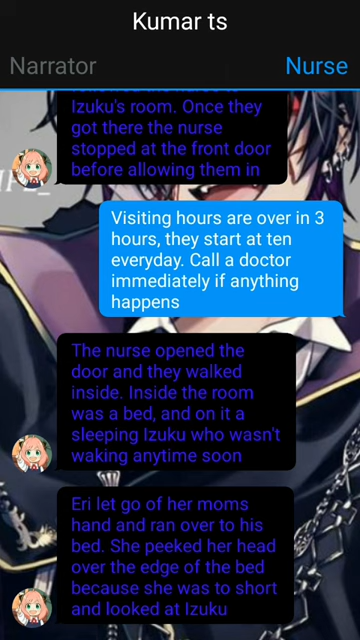 Kumar ts
Narrator
Nurse
Izuku's room. Once they
got there the nurse
stopped at the front door
before allowing them in
Visiting hours are over in 3
hours, they start at ten
everyday. Call a doctor
immediately if anything
happens
The nurse opened the
door and they walked
inside. Inside the room
was a bed, and on it a
sleeping Izuku who wasn't
waking anytime soon
Eri let go of her moms
hand and ran over to his
bed. She peeked her head
over the edge of the bed
because she was to short
and looked at Izuku